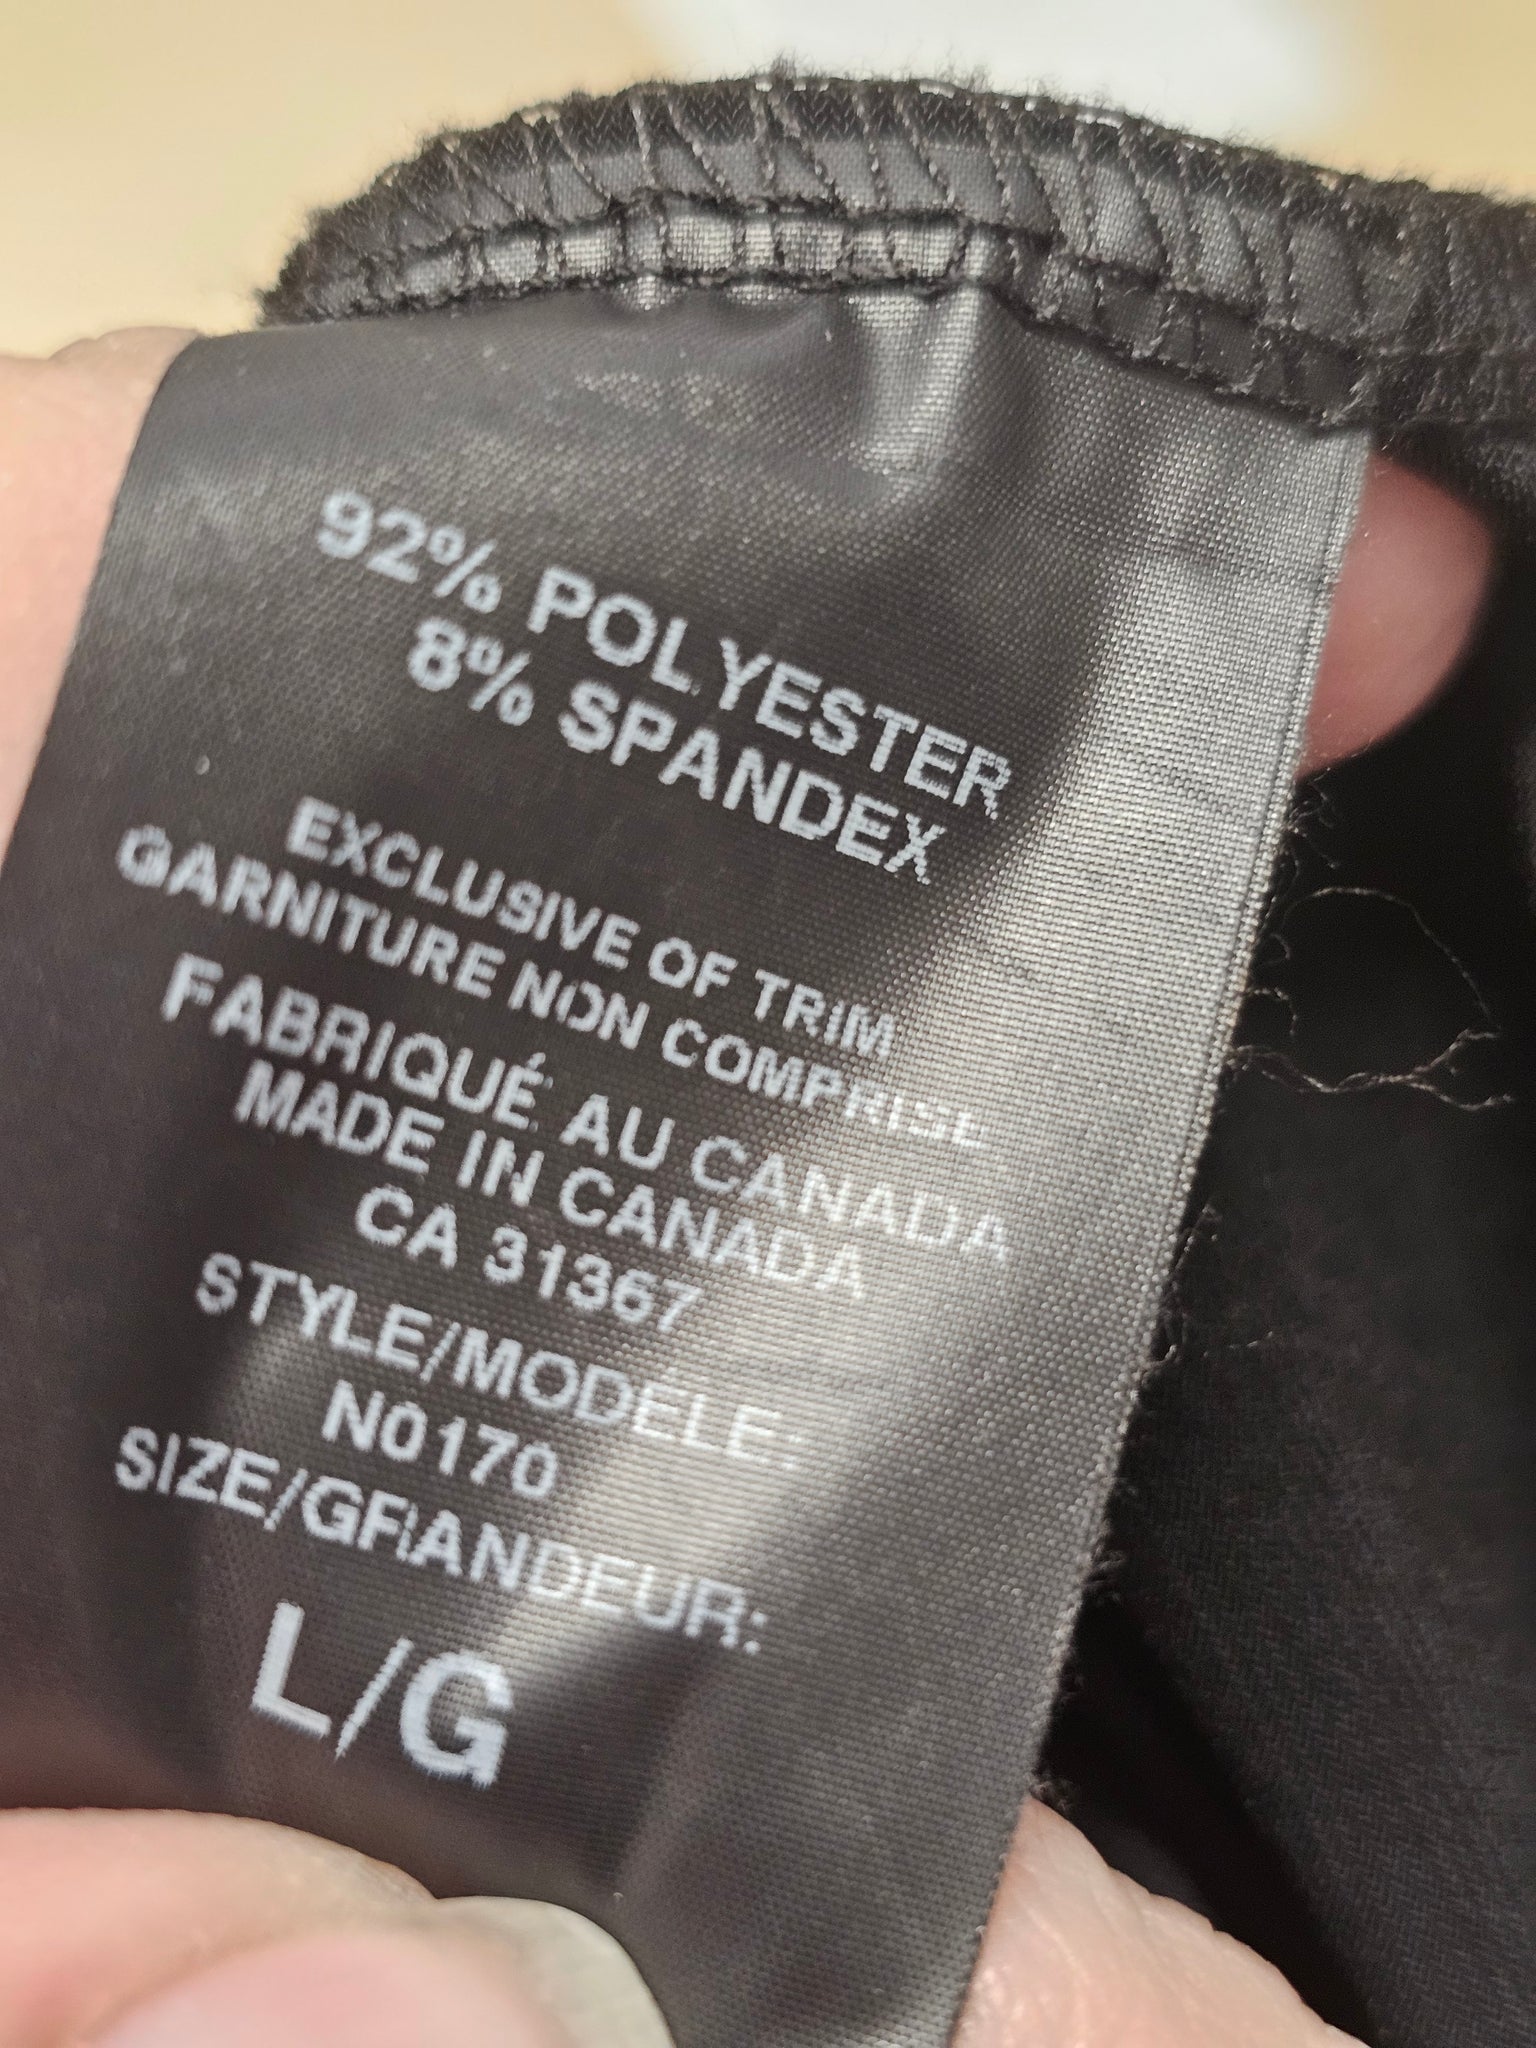 92% POLYESTER
8% SPANDEX
EXCLUSIVE OF TRIM
GARNITURE NON COMPRISE
FABRIQUÉ AU CANADA
MADE IN CANADA
CA 31367
STYLE/MODÈLE:
N0170
SIZE/GRANDEUR:
L/G